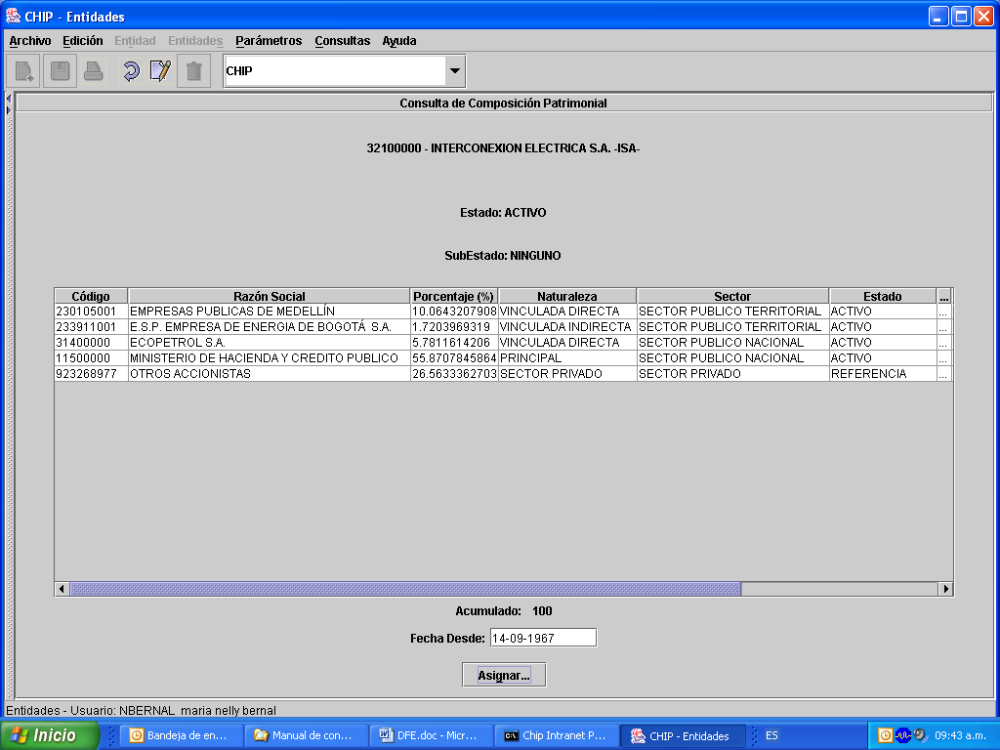 CHIP - Entidades
Archivo Edición Entidad Entidades Parámetros Consultas Ayuda
CHIP
Consulta de Composición Patrimonial
32100000 - INTERCONEXION ELECTRICA S.A. -ISA-
Estado: ACTIVO
SubEstado: NINGUNO
Código Razón Social Porcentaje (%) Naturaleza Sector Estado ...
230105001 EMPRESAS PUBLICAS DE MEDELLÍN 10.0643207908 VINCULADA DIRECTA SECTOR PUBLICO TERRITORIAL ACTIVO ...
233911001 E.S.P. EMPRESA DE ENERGIA DE BOGOTÁ S.A. 1.7203969319 VINCULADA INDIRECTA SECTOR PUBLICO TERRITORIAL ACTIVO ...
31400000 ECOPETROL S.A. 5.7811614206 VINCULADA DIRECTA SECTOR PUBLICO NACIONAL ACTIVO ...
11500000 MINISTERIO DE HACIENDA Y CREDITO PUBLICO 55.8707845864 PRINCIPAL SECTOR PUBLICO NACIONAL ACTIVO ...
923268977 OTROS ACCIONISTAS 26.5633362703 SECTOR PRIVADO SECTOR PRIVADO REFERENCIA ...
Acumulado: 100
Fecha Desde: 14-09-1967
Asignar...
Entidades - Usuario: NBERNAL maria nelly bernal
Inicio Bandeja de en... Manual de con... DFE.doc - Micr... Chip Intranet P... CHIP - Entidades ES 09:43 a.m.